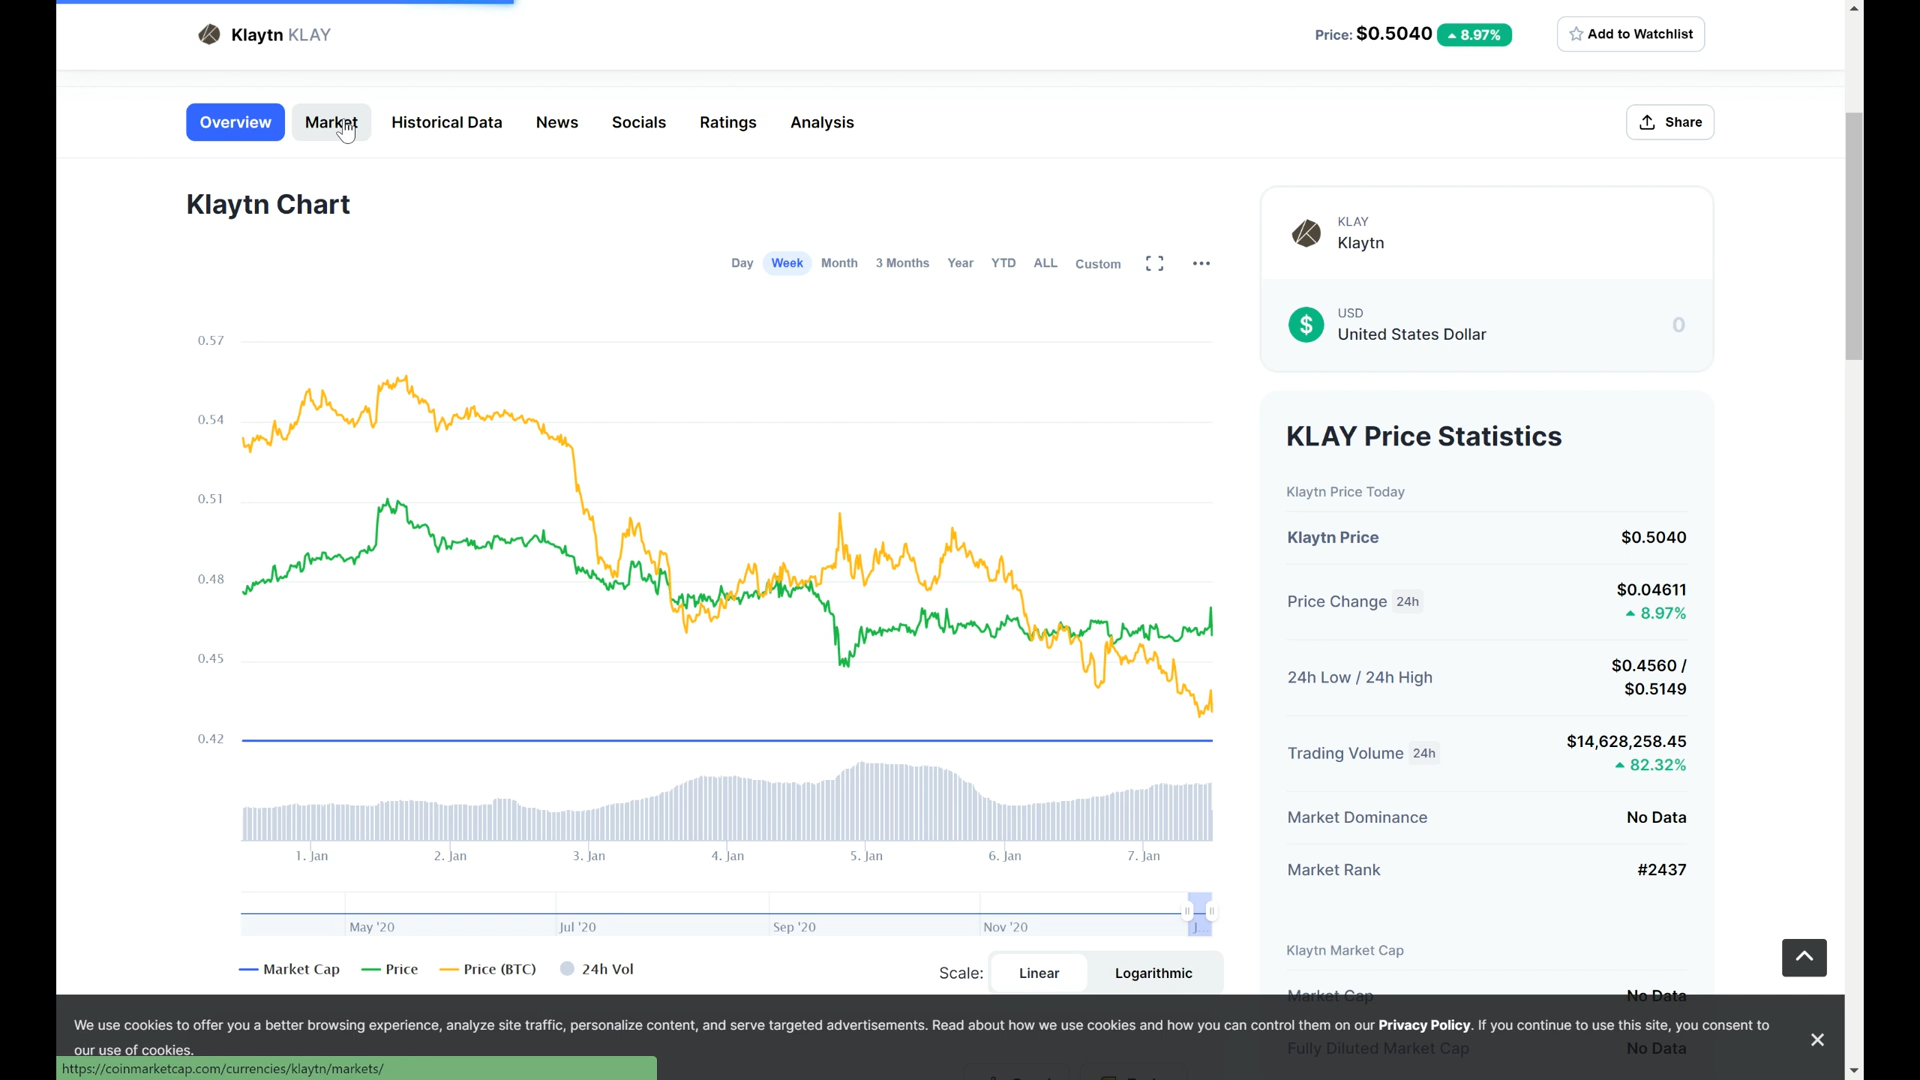 Klaytn KLAY
Price: $0.5040 8.97%
Add to Watchlist
Overview
Market
Historical Data
News
Socials
Ratings
Analysis
Share
Klaytn Chart
Day Week Month 3 Months Year YTD ALL Custom
0.57
0.54
0.51
0.48
0.45
0.42
1. Jan 2. Jan 3. Jan 4. Jan 5. Jan 6. Jan 7. Jan
May '20 Jul '20 Sep '20 Nov '20 J...
Market Cap Price Price (BTC) 24h Vol
Scale: Linear Logarithmic
KLAY
Klaytn
USD
United States Dollar
0
KLAY Price Statistics
Klaytn Price Today
Klaytn Price $0.5040
Price Change 24h $0.04611
8.97%
24h Low / 24h High $0.4560 /
$0.5149
Trading Volume 24h $14,628,258.45
82.32%
Market Dominance No Data
Market Rank #2437
Klaytn Market Cap
Market Cap No Data
Fully Diluted Market Cap No Data
We use cookies to offer you a better browsing experience, analyze site traffic, personalize content, and serve targeted advertisements. Read about how we use cookies and how you can control them on our Privacy Policy. If you continue to use this site, you consent to
our use of cookies.
https://coinmarketcap.com/currencies/klaytn/markets/